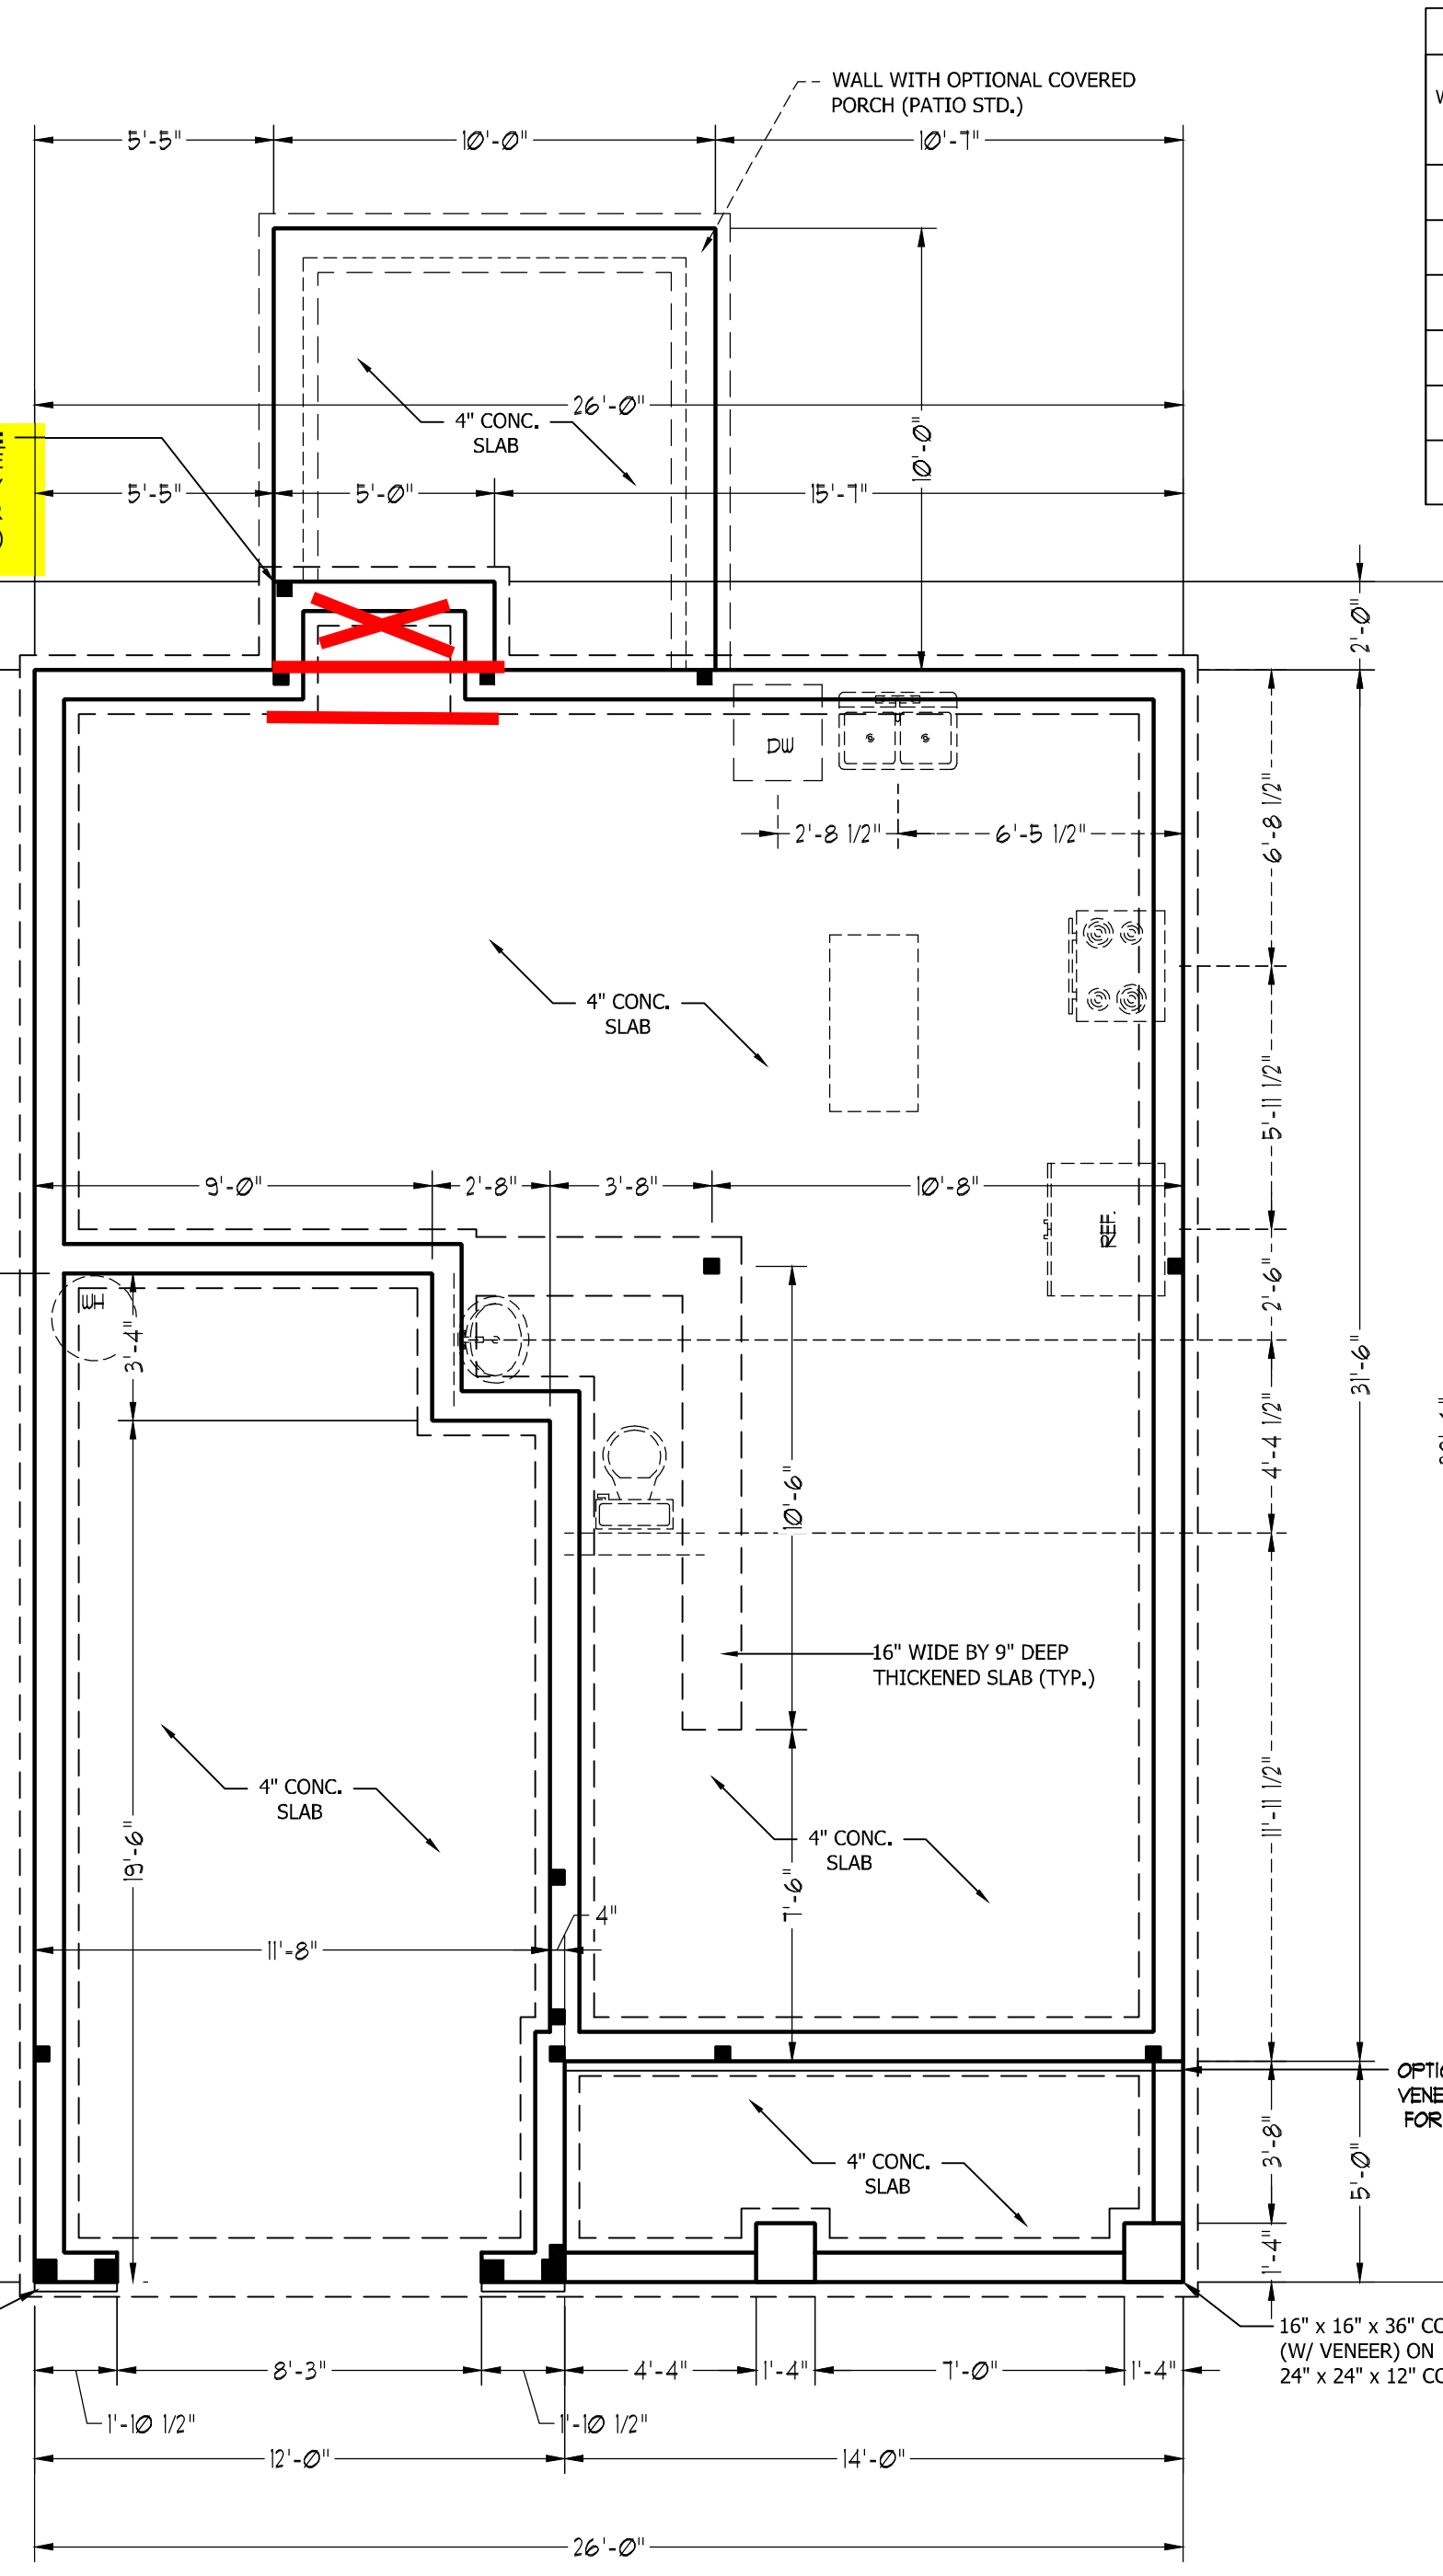 WALL WITH OPTIONAL COVERED
PORCH (PATIO STD.)
W
5'-5"
10'-0"
10'-7"
26'-0"
4" CONC.
SLAB
10'-0"
5'-5"
5'-0"
15'-7"
2'-0"
DW
2'-8 1/2"
6'-5 1/2"
6'-8 1/2"
4" CONC.
SLAB
5'-11 1/2"
9'-0"
2'-8"
3'-8"
10'-8"
REF.
WH
3'-4"
2'-6"
31'-6"
4'-4 1/2"
10'-6"
16" WIDE BY 9" DEEP
THICKENED SLAB (TYP.)
4" CONC.
SLAB
19'-6"
11'-11 1/2"
4" CONC.
SLAB
7'-6"
4"
11'-8"
OPTIO
VENE
FOR
4" CONC.
SLAB
3'-8"
5'-0"
1'-4"
16" x 16" x 36" CO
(W/ VENEER) ON
24" x 24" x 12" CO
8'-3"
4'-4"
1'-4"
7'-0"
1'-4"
1'-10 1/2"
1'-10 1/2"
12'-0"
14'-0"
26'-0"